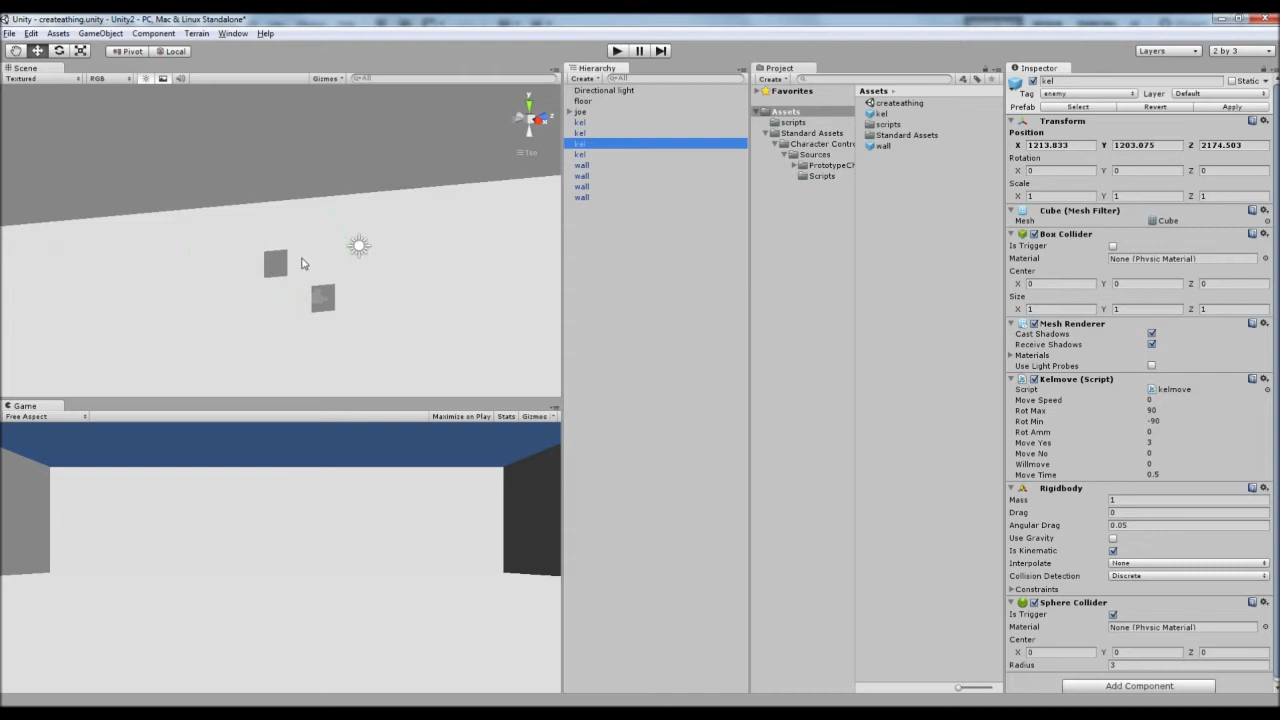 Unity - createathing.unity - Unity2 - PC, Mac & Linux Standalone*
File Edit Assets GameObject Component Terrain Window Help
Pivot Local Layers 2 by 3
Scene
Textured RGB Gizmos All
y
x
Iso
Game
Free Aspect Maximize on Play Stats Gizmos
Hierarchy
Create All
Directional light
floor
joe
kel
kel
kel
kel
wall
wall
wall
wall
Project
Create
Favorites
Assets
scripts
Standard Assets
Character Contro
Sources
PrototypeCh
Scripts
Assets
createathing
kel
scripts
Standard Assets
wall
Inspector
kel Static
Tag enemy Layer Default
Prefab Select Revert Apply
Transform
Position
X 1213.833 Y 1203.075 Z 2174.503
Rotation
X 0 Y 0 Z 0
Scale
X 1 Y 1 Z 1
Cube (Mesh Filter)
Mesh Cube
Box Collider
Is Trigger
Material None (Physic Material)
Center
X 0 Y 0 Z 0
Size
X 1 Y 1 Z 1
Mesh Renderer
Cast Shadows
Receive Shadows
Materials
Use Light Probes
Kelmove (Script)
Script kelmove
Move Speed 0
Rot Max 90
Rot Min -90
Rot Amm 0
Move Yes 3
Move No 0
Willmove 0
Move Time 0.5
Rigidbody
Mass 1
Drag 0
Angular Drag 0.05
Use Gravity
Is Kinematic
Interpolate None
Collision Detection Discrete
Constraints
Sphere Collider
Is Trigger
Material None (Physic Material)
Center
X 0 Y 0 Z 0
Radius 3
Add Component